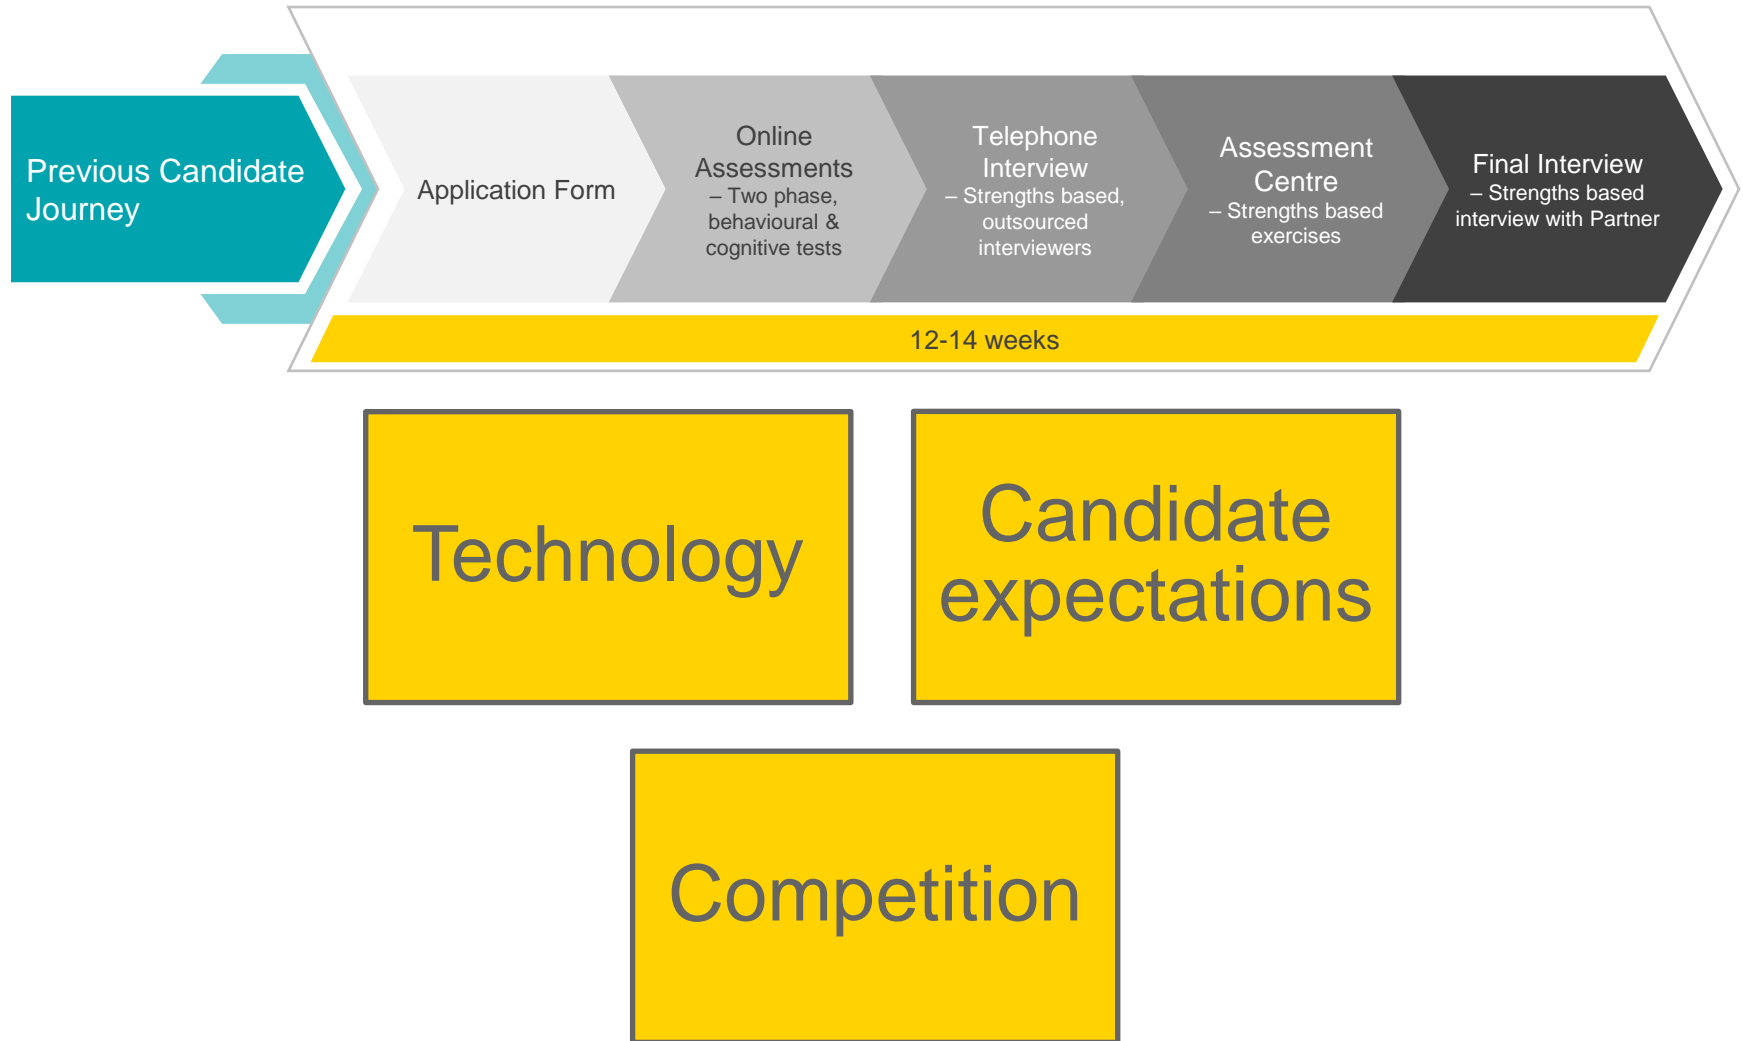 Previous Candidate
Journey
Application Form
Online
Assessments
– Two phase,
behavioural &
cognitive tests
Telephone
Interview
– Strengths based,
outsourced
interviewers
Assessment
Centre
– Strengths based
exercises
Final Interview
– Strengths based
interview with Partner
12-14 weeks
Technology
Candidate
expectations
Competition